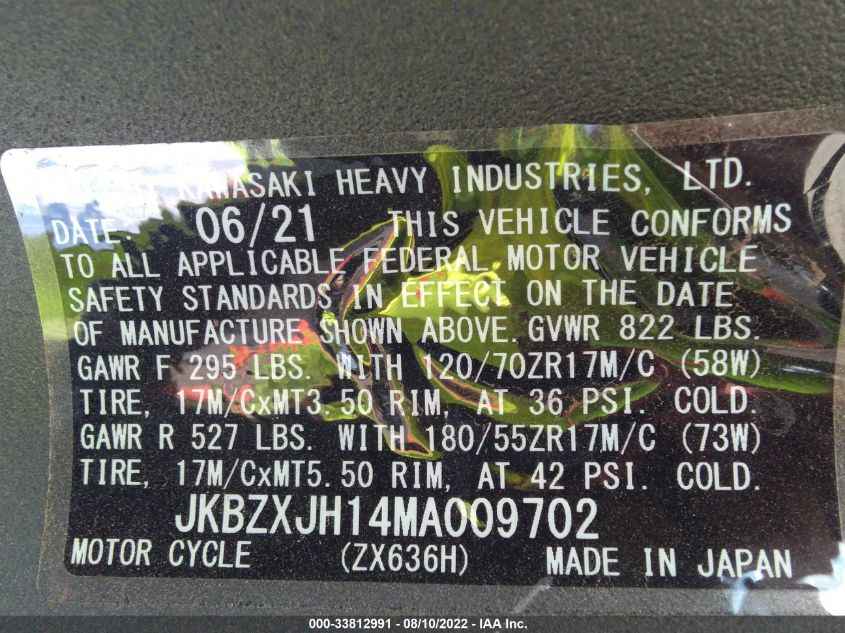 KAWASAKI HEAVY INDUSTRIES, LTD.
DATE: 06/21 THIS VEHICLE CONFORMS
TO ALL APPLICABLE FEDERAL MOTOR VEHICLE
SAFETY STANDARDS IN EFFECT ON THE DATE
OF MANUFACTURE SHOWN ABOVE. GVWR 822 LBS.
GAWR F 295 LBS. WITH 120/70ZR17M/C (58W)
TIRE, 17M/CxMT3.50 RIM, AT 36 PSI. COLD.
GAWR R 527 LBS. WITH 180/55ZR17M/C (73W)
TIRE, 17M/CxMT5.50 RIM, AT 42 PSI. COLD.
JKBZXJH14MA009702
MOTOR CYCLE (ZX636H) MADE IN JAPAN
000-33812991 - 08/10/2022 - IAA Inc.